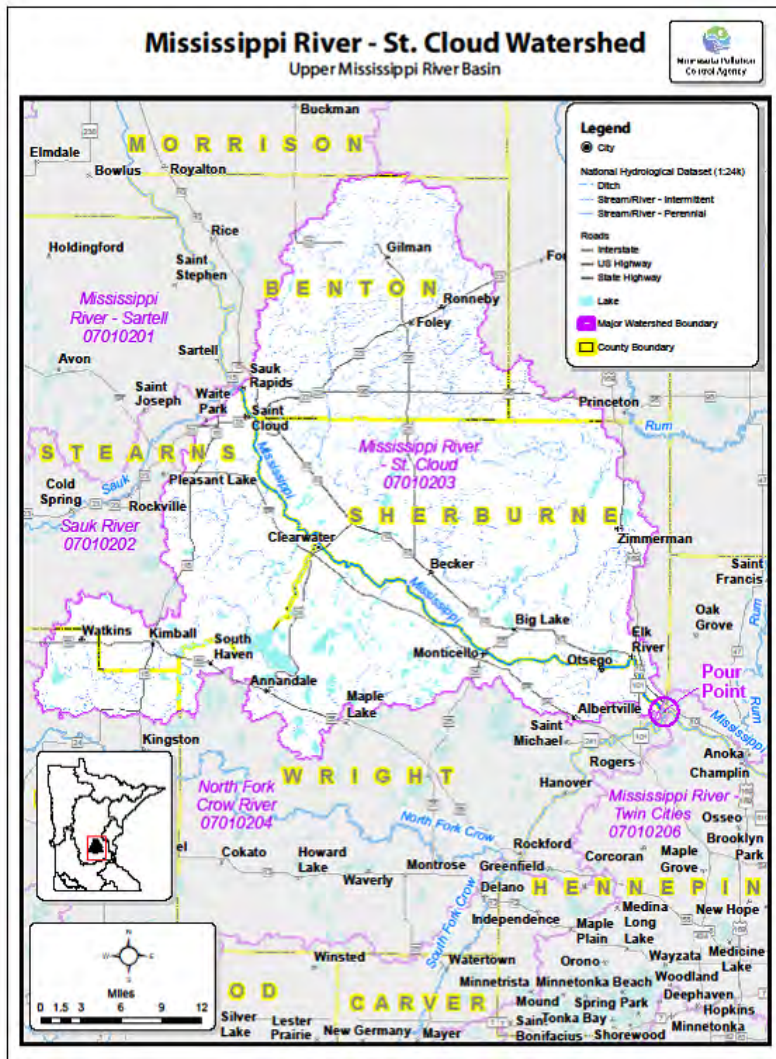 Mississippi River - St. Cloud Watershed
Upper Mississippi River Basin
Minnesota Pollution
Control Agency
Legend
City
National Hydrological Dataset (1:24k)
Ditch
Stream/River - Intermittent
Stream/River - Perennial
Roads
Interstate
US Highway
State Highway
Lake
Major Watershed Boundary
County Boundary
Buckman
MORRISON
Elmdale
Royalton
Bowlus
Rice
Holdingford
Gilman
Saint
Stephen
BENTON
Ronneby
Mississippi
River - Sartell
07010201
Foley
Avon
Sartell
Sauk
Rapids
Saint
Joseph
Waite
Park
Saint
Cloud
Princeton
Rum
STEARNS
Mississippi
Mississippi River
- St. Cloud
07010203
Cold
Spring
Sauk
Pleasant Lake
Rockville
SHERBURNE
Sauk River
07010202
Clearwater
Zimmerman
Becker
Saint
Francis
Mississippi
Oak
Grove
Rum
Watkins
Kimball
South
Haven
Big Lake
Elk
River
Monticello
Otsego
Pour
Point
Annandale
Maple
Lake
Albertville
Rum
Mississippi
Saint
Michael
Kingston
Rogers
Anoka
Champlin
WRIGHT
Hanover
North Fork
Crow River
07010204
Mississippi River -
Twin Cities
07010206
Osseo
North Fork Crow
Rockford
Brooklyn
Park
Corcoran
Maple
Grove
Cokato
Howard
Lake
Montrose
Greenfield
Waverly
Delano
HENNEPIN
Independence
Medina
New Hope
Maple
Plain
Long
Lake
South Fork Crow
Medicine
Lake
Winsted
Watertown
Orono
Wayzata
Woodland
Minnetrista
Minnetonka Beach
Deephaven
OD
CARVER
Mound
Spring Park
Hopkins
Tonka Bay
Minnetonka
Silver
Lake
Lester
Prairie
New Germany
Mayer
Saint
Bonifacius
Shorewood
N
W
E
S
Miles
0 1.5 3 6 9 12